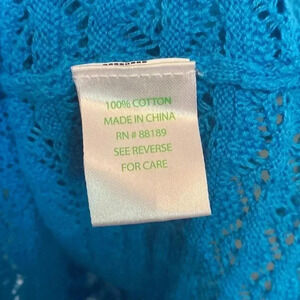 100% COTTON
MADE IN CHINA
RN # 88189
SEE REVERSE
FOR CARE